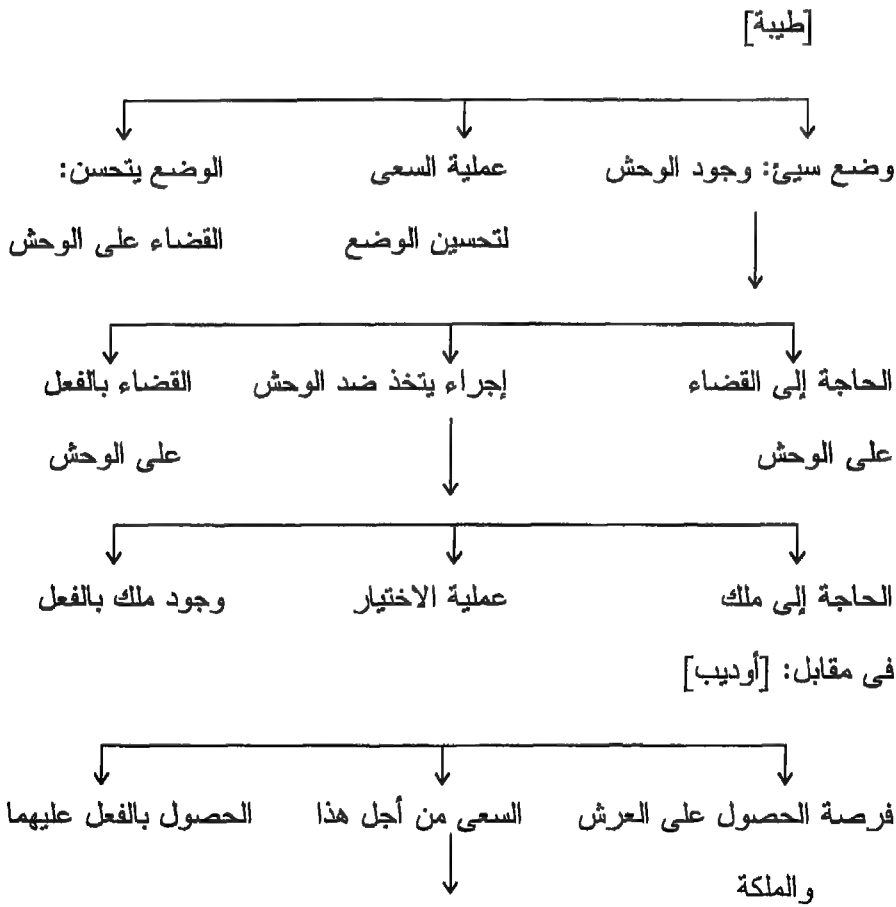 [طيبة]
وضع سيئ: وجود الوحش عملية السعى الوضع يتحسن:
لتحسين الوضع القضاء على الوحش
الحاجة إلى القضاء إجراء يتخذ ضد الوحش القضاء بالفعل
على الوحش على الوحش
الحاجة إلى ملك عملية الاختيار وجود ملك بالفعل
فى مقابل: [أوديب]
فرصة الحصول على العرش السعى من أجل هذا الحصول بالفعل عليهما
والملكة